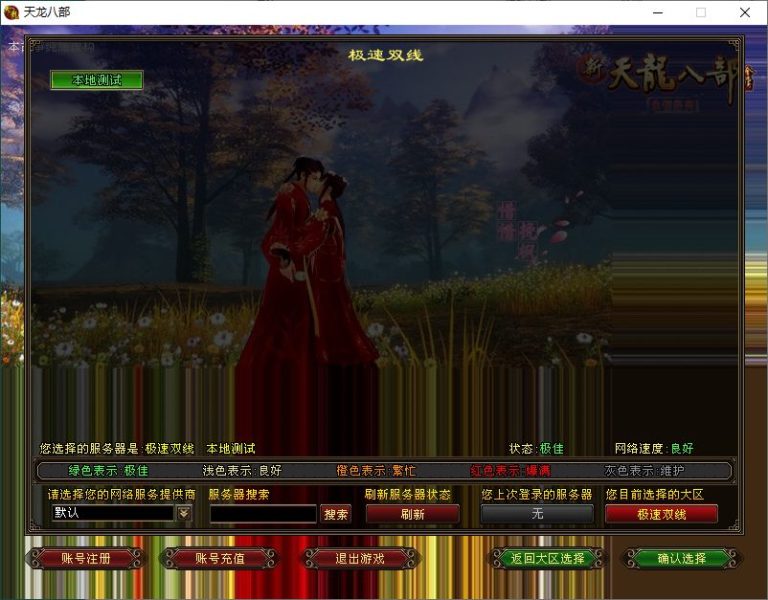 天龙八部
极速双线
本地测试
新天龍八部
您选择的服务器是:极速双线 本地测试 状态:极佳 网络速度:良好
绿色表示:极佳 浅色表示:良好 橙色表示:繁忙 红色表示:爆满 灰色表示:维护
请选择您的网络服务提供商 服务器搜索 刷新服务器状态 您上次登录的服务器 您目前选择的大区
默认 搜索 刷新 无 极速双线
账号注册 账号充值 退出游戏 返回大区选择 确认选择